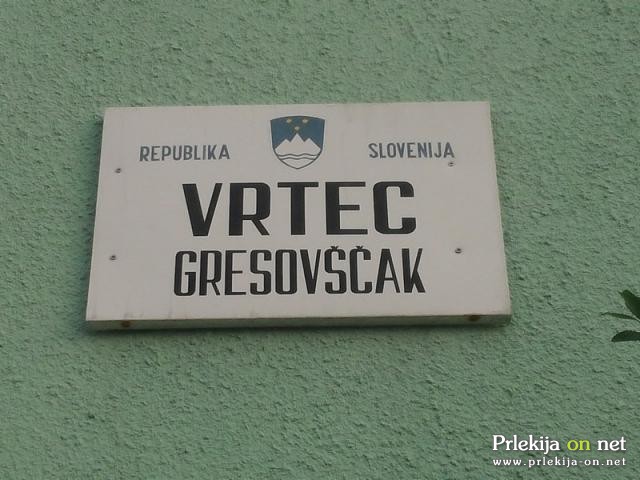 REPUBLIKA SLOVENIJA
VRTEC
GRESOVŠČAK
Prlekija on net
www.prlekija-on.net